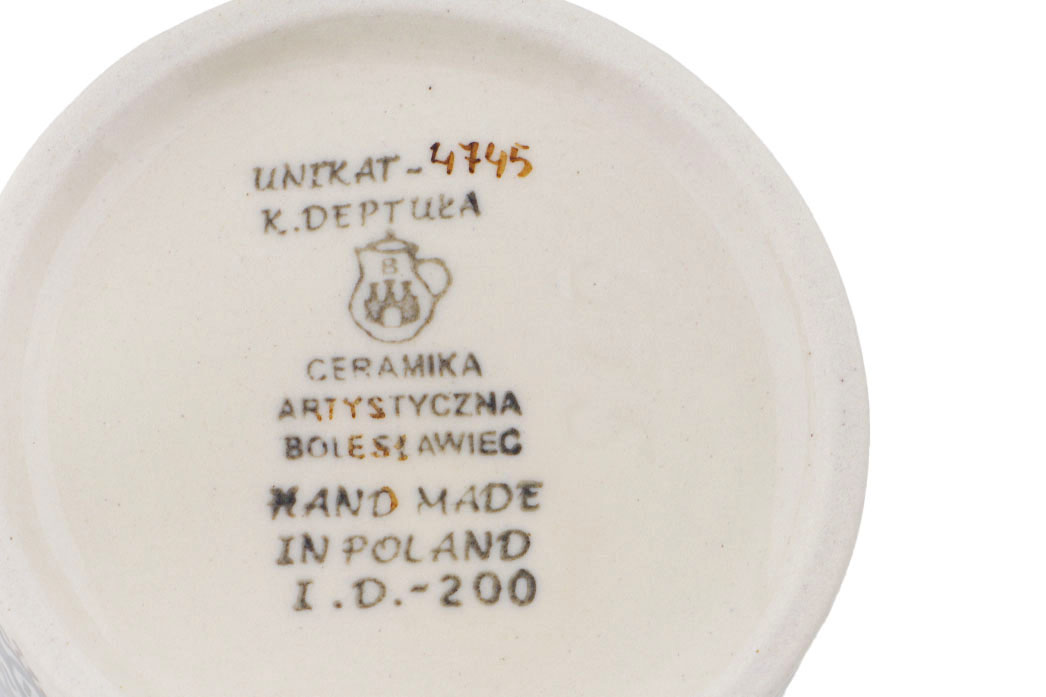 UNIKAT-4745
K.DEPTUŁA
B
CERAMIKA
ARTYSTYCZNA
BOLESŁAWIEC
HAND MADE
IN POLAND
I.D.-200